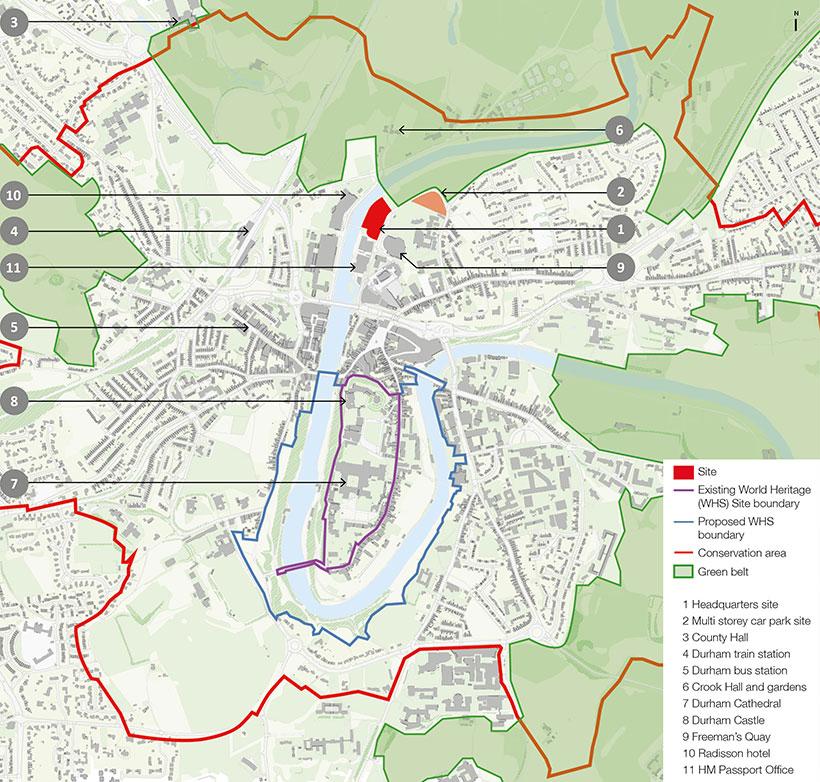 3
N
6
10
2
4
1
11
9
5
8
7
Site
Existing World Heritage
(WHS) Site boundary
Proposed WHS
boundary
Conservation area
Green belt
1 Headquarters site
2 Multi storey car park site
3 County Hall
4 Durham train station
5 Durham bus station
6 Crook Hall and gardens
7 Durham Cathedral
8 Durham Castle
9 Freeman's Quay
10 Radisson hotel
11 HM Passport Office